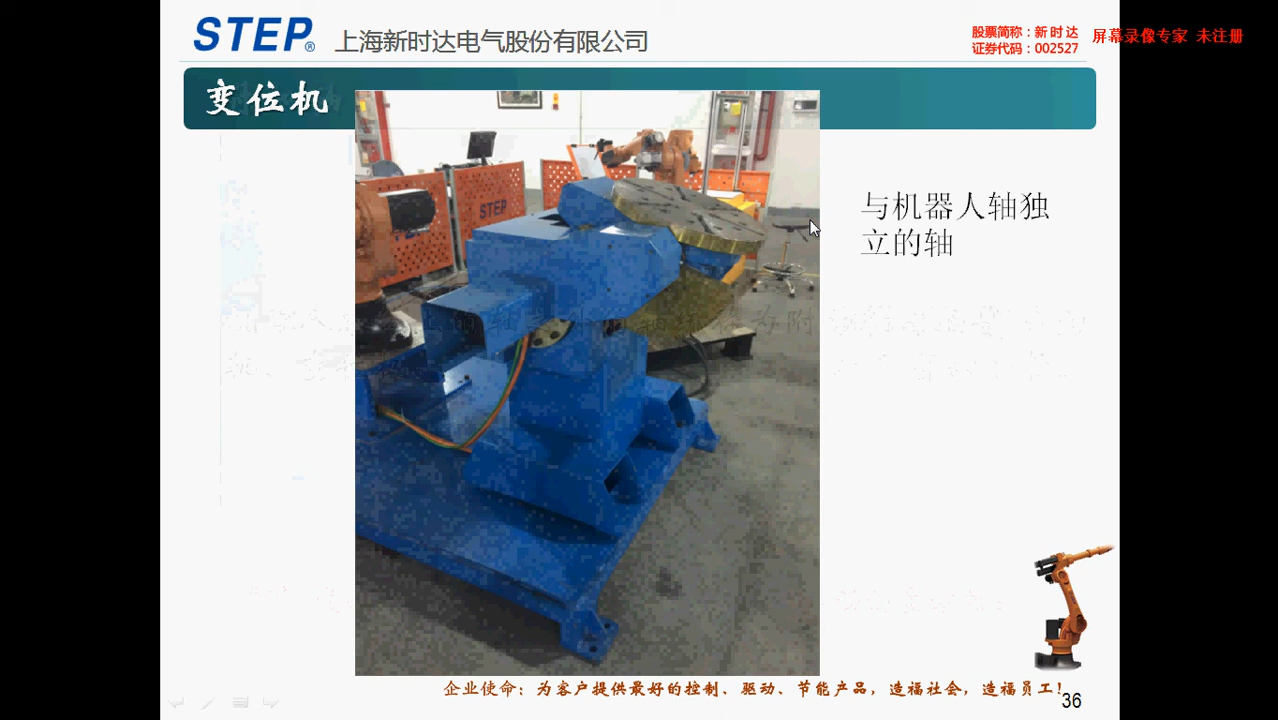 STEP®
上海新时达电气股份有限公司
股票简称：新时达
证券代码：002527
屏幕录像专家 未注册
变位机
STEP
与机器人轴独
立的轴
企业使命：为客户提供最好的控制、驱动、节能产品，造福社会，造福员工！
36